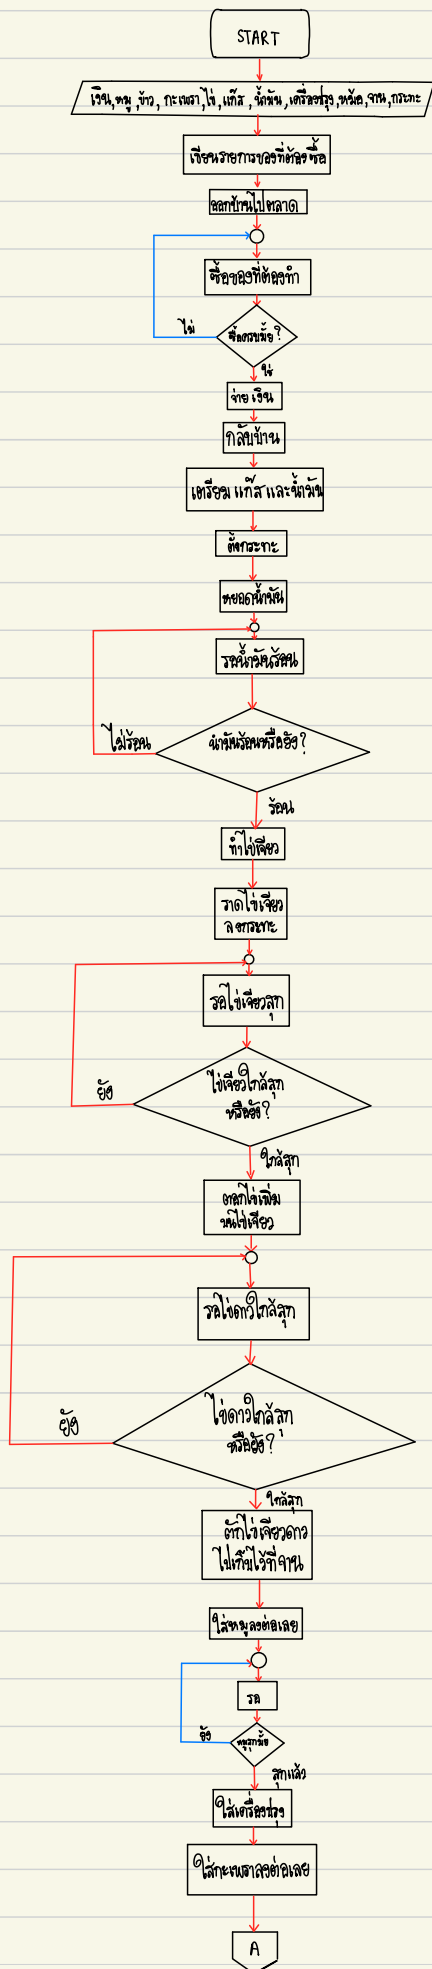 START
เงิน,หมู,ข้าว,กะเพรา,ไข่,แก๊ส,น้ำมัน,เครื่องปรุง,หม้อ,จาน,กระทะ
เขียนรายการของที่ต้องซื้อ
ออกบ้านไปตลาด
ซื้อของที่ต้องทำ
ซื้อครบมั้ย?
ไม่
ใช่
จ่ายเงิน
กลับบ้าน
เตรียม แก๊ส และน้ำมัน
ตั้งกระทะ
หยอดน้ำมัน
รอน้ำมันร้อน
น้ำมันร้อนหรือยัง?
ไม่ร้อน
ร้อน
ทำไข่เจียว
ราดไข่เจียว
ลงกระทะ
รอไข่เจียวสุก
ไข่เจียวใกล้สุก
หรือยัง?
ยัง
ใกล้สุก
ตอกไข่เพิ่ม
บนไข่เจียว
รอไข่ดาวใกล้สุก
ไข่ดาวใกล้สุก
หรือยัง?
ยัง
ใกล้สุก
ตักไข่เจียวดาว
ไปเก็บไว้ที่จาน
ใส่หมูลงต่อเลย
รอ
หมูสุกมั้ย
ยัง
สุกแล้ว
ใส่เครื่องปรุง
ใส่กะเพราลงต่อเลย
A